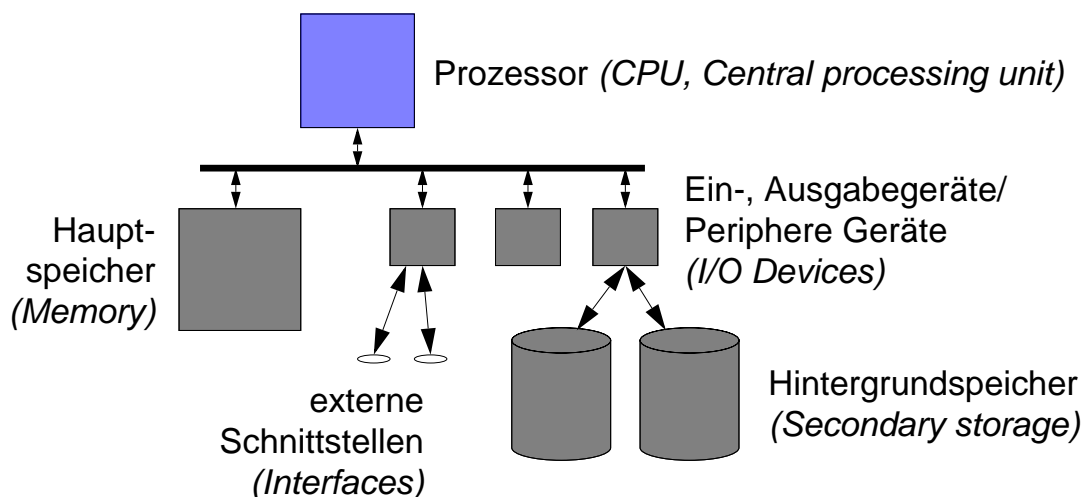 Prozessor (CPU, Central processing unit)
Ein-, Ausgabegeräte/
Periphere Geräte
(I/O Devices)
Haupt-
speicher
(Memory)
externe
Schnittstellen
(Interfaces)
Hintergrundspeicher
(Secondary storage)